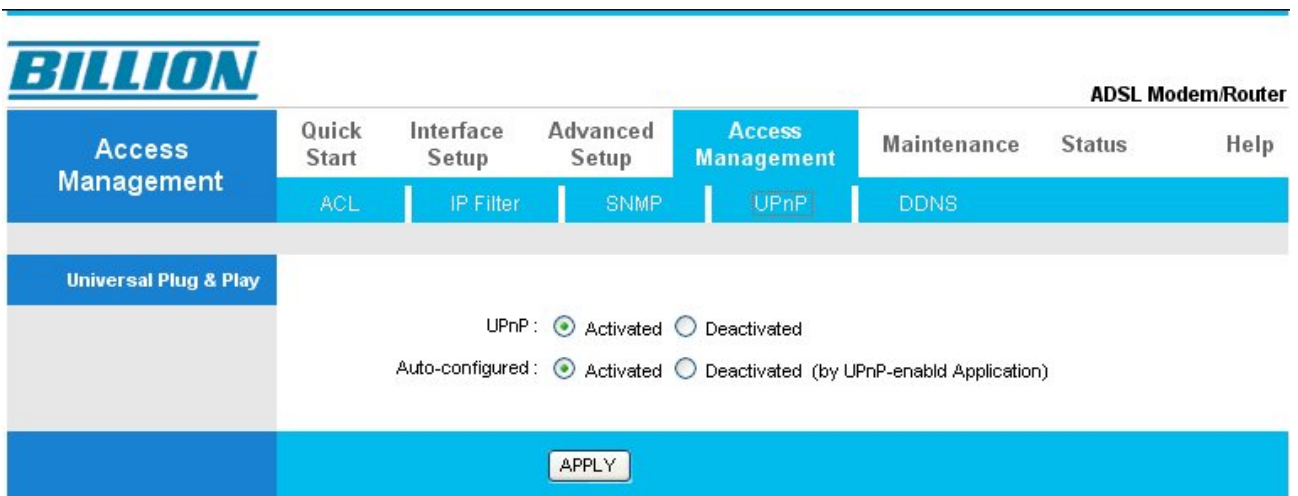 BILLION
ADSL Modem/Router
Access
Management
Quick
Start
Interface
Setup
Advanced
Setup
Access
Management
Maintenance
Status
Help
ACL
IP Filter
SNMP
UPnP
DDNS
Universal Plug & Play
UPnP : Activated Deactivated
Auto-configured : Activated Deactivated (by UPnP-enabld Application)
APPLY